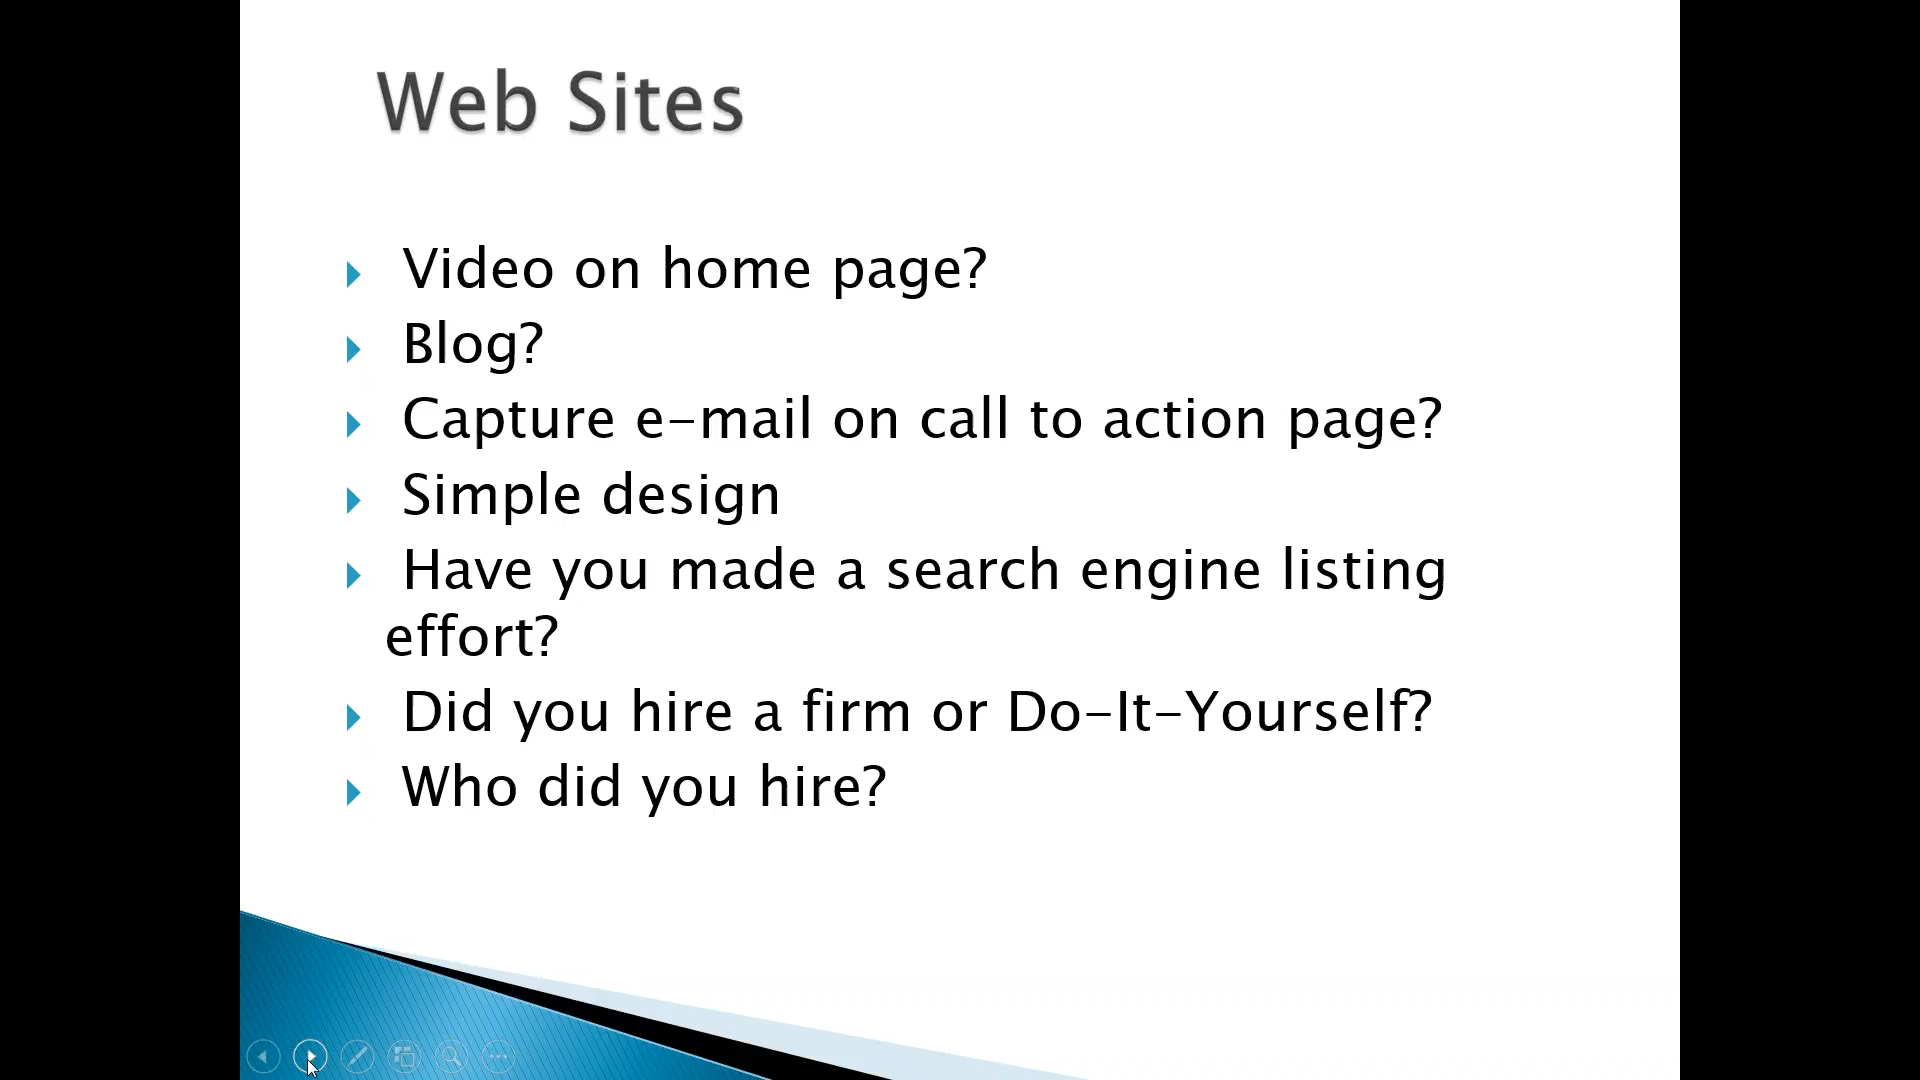 Web Sites
Video on home page?
Blog?
Capture e-mail on call to action page?
Simple design
Have you made a search engine listing
effort?
Did you hire a firm or Do-It-Yourself?
Who did you hire?